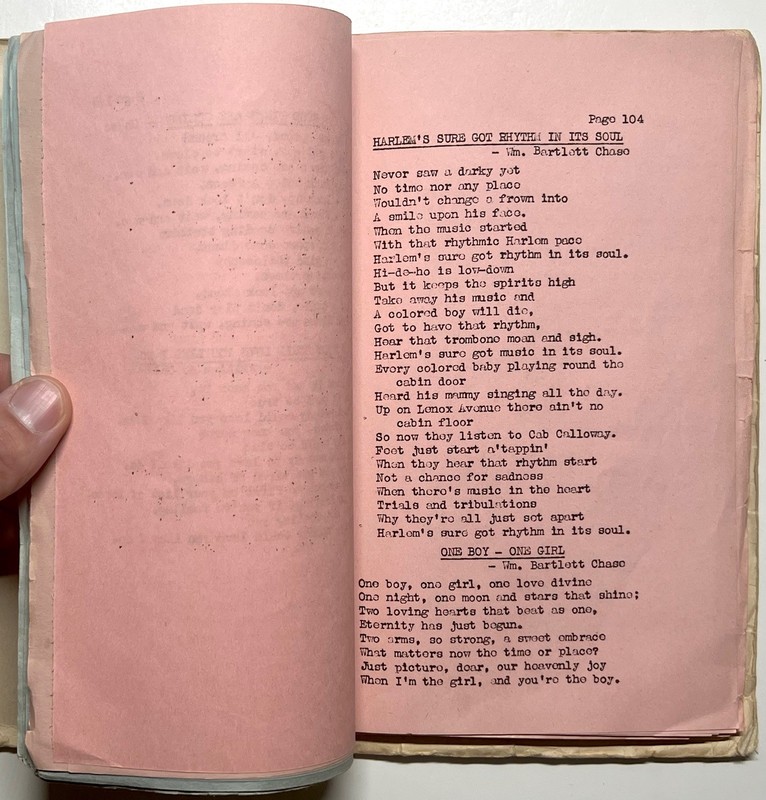 Page 104
HARLEM'S SURE GOT RHYTHM IN ITS SOUL
- Wm. Bartlett Chase
Never saw a darky yet
No time nor any place
Wouldn't change a frown into
A smile upon his face.
When the music started
With that rhythmic Harlem pace
Harlem's sure got rhythm in its soul.
Hi-de-ho is low-down
But it keeps the spirits high
Take away his music and
A colored boy will die,
Got to have that rhythm,
Hear that trombone moan and sigh.
Harlem's sure got music in its soul.
Every colored baby playing round the
cabin door
Heard his mammy singing all the day.
Up on Lenox Avenue there ain't no
cabin floor
So now they listen to Cab Calloway.
Feet just start a'tappin'
When they hear that rhythm start
Not a chance for sadness
When there's music in the heart
Trials and tribulations
Why they're all just set apart
Harlem's sure got rhythm in its soul.
ONE BOY - ONE GIRL
- Wm. Bartlett Chase
One boy, one girl, one love divine
One night, one moon and stars that shine;
Two loving hearts that beat as one,
Eternity has just begun.
Two arms, so strong, a sweet embrace
What matters now the time or place?
Just picture, dear, our heavenly joy
When I'm the girl, and you're the boy.